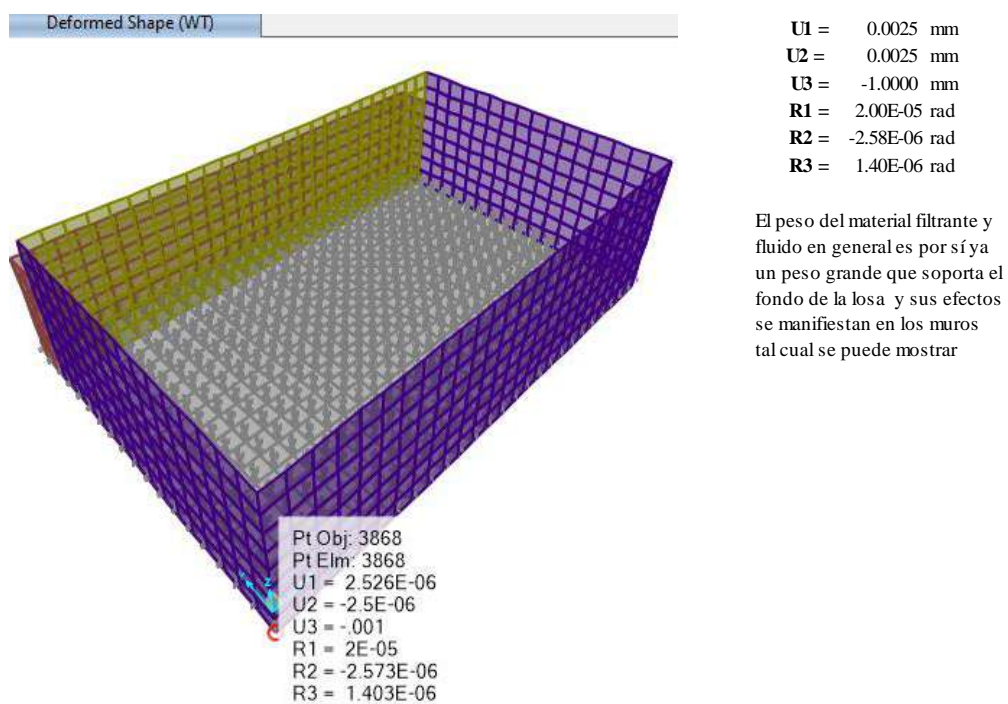 Deformed Shape (WT)
U1 = 0.0025 mm
U2 = 0.0025 mm
U3 = -1.0000 mm
R1 = 2.00E-05 rad
R2 = -2.58E-06 rad
R3 = 1.40E-06 rad
El peso del material filtrante y
fluido en general es por sí ya
un peso grande que soporta el
fondo de la losa y sus efectos
se manifiestan en los muros
tal cual se puede mostrar
Pt Obj: 3868
Pt Elm: 3868
U1 = 2.526E-06
U2 = -2.5E-06
U3 = -.001
R1 = 2E-05
R2 = -2.573E-06
R3 = 1.403E-06